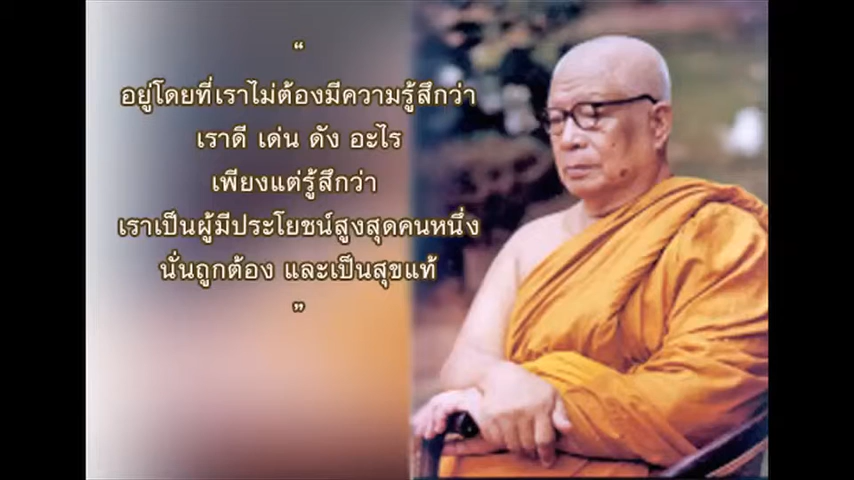 “
อยู่โดยที่เราไม่ต้องมีความรู้สึกว่า
เราดี เด่น ดัง อะไร
เพียงแต่รู้สึกว่า
เราเป็นผู้มีประโยชน์สูงสุดคนหนึ่ง
นั่นถูกต้อง และเป็นสุขแท้
”